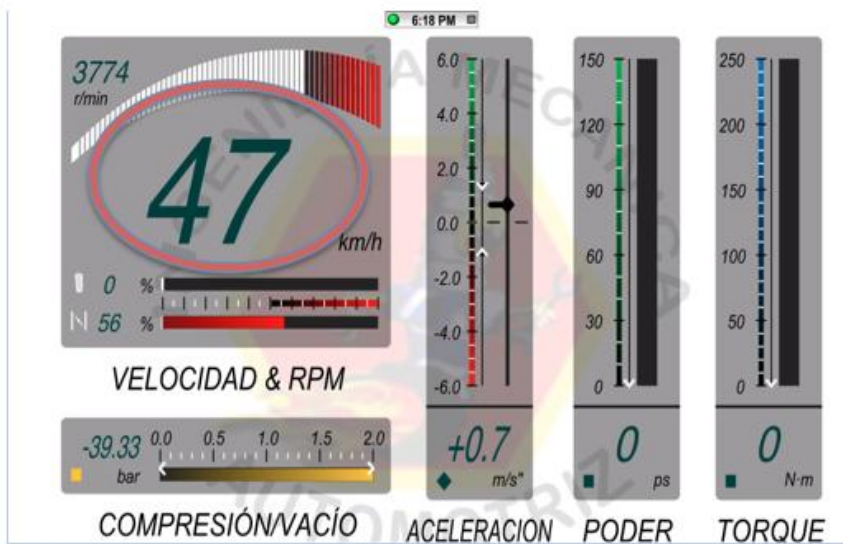 6:18 PM
3774
r/min
47
km/h
0 %
56 %
VELOCIDAD & RPM
-39.33
bar
0.0 0.5 1.0 1.5 2.0
COMPRESIÓN/VACÍO
6.0
4.0
2.0
0.0
-2.0
-4.0
-6.0
+0.7
m/s"
ACELERACION
150
120
90
60
30
0
0
ps
PODER
250
200
150
100
50
0
0
N·m
TORQUE
INGENIERÍA MECANICA
AUTOMOTRIZ